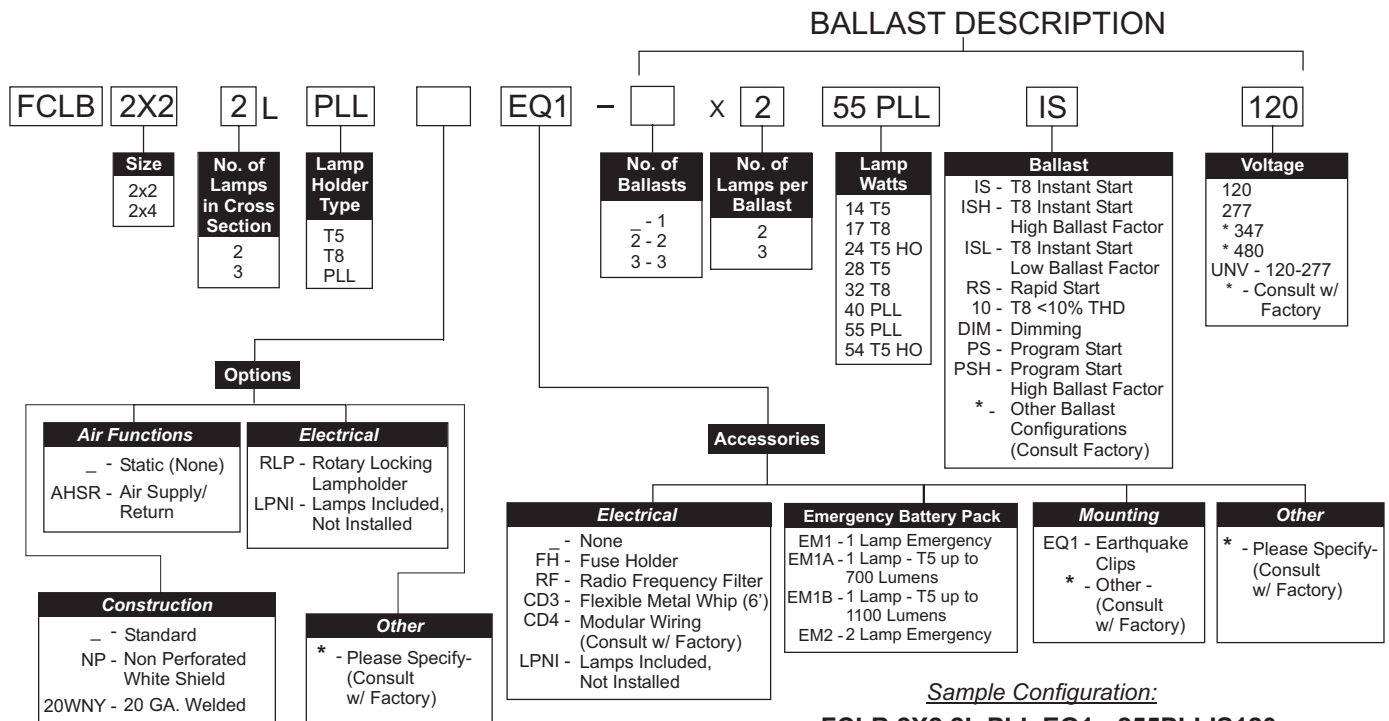 BALLAST DESCRIPTION
FCLB 2X2 2 L PLL EQ1 – x 2 55 PLL IS 120
Size
2x2
2x4
No. of
Lamps
in Cross
Section
2
3
Lamp
Holder
Type
T5
T8
PLL
No. of
Ballasts
_ - 1
2 - 2
3 - 3
No. of
Lamps per
Ballast
2
3
Lamp
Watts
14 T5
17 T8
24 T5 HO
28 T5
32 T8
40 PLL
55 PLL
54 T5 HO
Ballast
IS - T8 Instant Start
ISH - T8 Instant Start
High Ballast Factor
ISL - T8 Instant Start
Low Ballast Factor
RS - Rapid Start
10 - T8 <10% THD
DIM - Dimming
PS - Program Start
PSH - Program Start
High Ballast Factor
* - Other Ballast
Configurations
(Consult Factory)
Voltage
120
277
* 347
* 480
UNV - 120-277
* - Consult w/
Factory
Options
Air Functions
_ - Static (None)
AHSR - Air Supply/
Return
Electrical
RLP - Rotary Locking
Lampholder
LPNI - Lamps Included,
Not Installed
Construction
_ - Standard
NP - Non Perforated
White Shield
20WNY - 20 GA. Welded
Other
* - Please Specify-
(Consult
w/ Factory)
Accessories
Electrical
_ - None
FH - Fuse Holder
RF - Radio Frequency Filter
CD3 - Flexible Metal Whip (6')
CD4 - Modular Wiring
(Consult w/ Factory)
LPNI - Lamps Included,
Not Installed
Emergency Battery Pack
EM1 - 1 Lamp Emergency
EM1A - 1 Lamp - T5 up to
700 Lumens
EM1B - 1 Lamp - T5 up to
1100 Lumens
EM2 - 2 Lamp Emergency
Mounting
EQ1 - Earthquake
Clips
* - Other -
(Consult
w/ Factory)
Other
* - Please Specify-
(Consult
w/ Factory)
Sample Configuration: